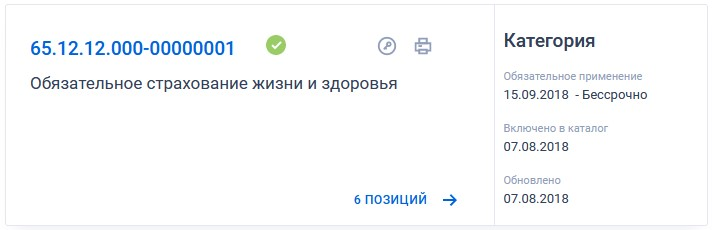 65.12.12.000-00000001
Обязательное страхование жизни и здоровья
6 ПОЗИЦИЙ
Категория
Обязательное применение
15.09.2018 - Бессрочно
Включено в каталог
07.08.2018
Обновлено
07.08.2018